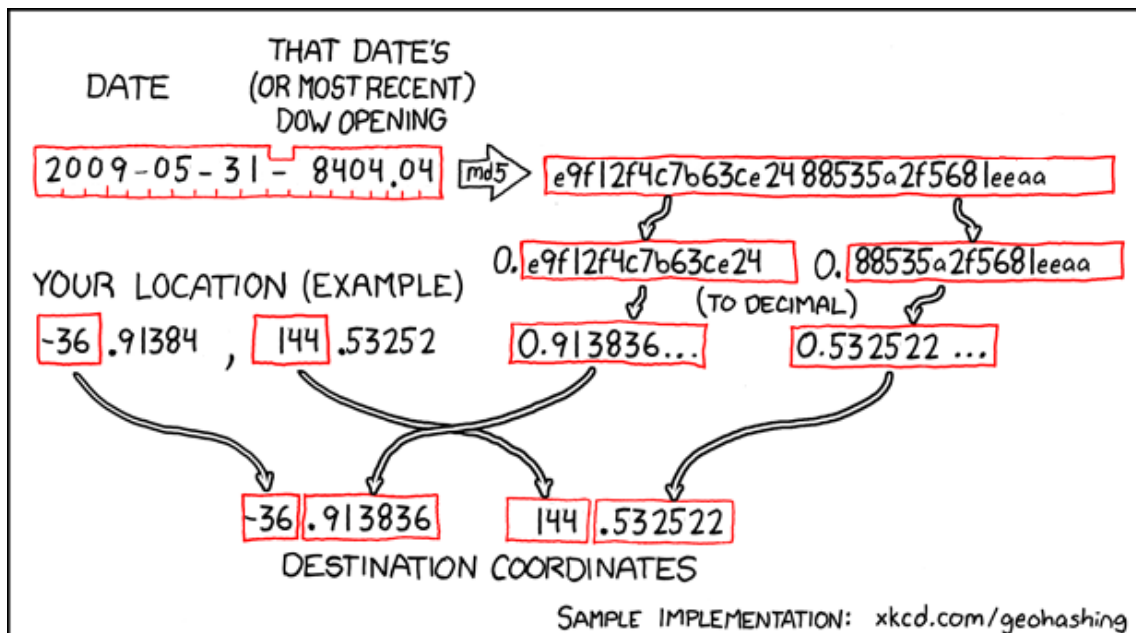 DATE
THAT DATE'S
(OR MOST RECENT)
DOW OPENING
2009-05-31-8404.04
md5
e9f12f4c7b63ce2488535a2f5681eeaa
0.e9f12f4c7b63ce24
0.88535a2f5681eeaa
YOUR LOCATION (EXAMPLE)
(TO DECIMAL)
-36.91384, 144.53252
0.913836...
0.532522...
-36.913836
144.532522
DESTINATION COORDINATES
SAMPLE IMPLEMENTATION: xkcd.com/geohashing